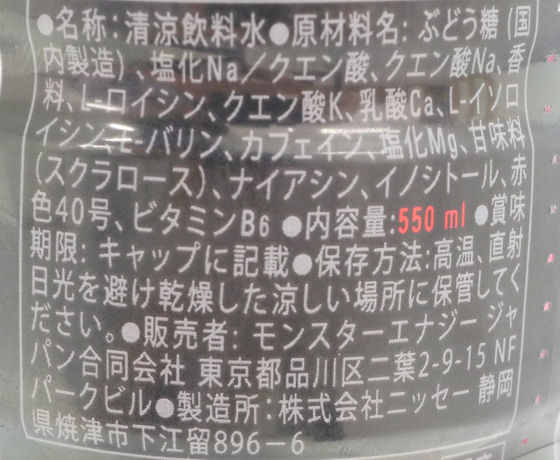 ●名称:清涼飲料水●原材料名:ぶどう糖(国
内製造)、塩化Na/クエン酸、クエン酸Na、香
料、L-ロイシン、クエン酸K、乳酸Ca、L-イソロ
イシン、L-バリン、カフェイン、塩化Mg、甘味料
(スクラロース)、ナイアシン、イノシトール、赤
色40号、ビタミンB6 ●内容量:550 ml ●賞味
期限:キャップに記載●保存方法:高温、直射
日光を避け乾燥した涼しい場所に保管してく
ださい。●販売者:モンスターエナジー ジャ
パン合同会社 東京都品川区二葉2-9-15 NF
パークビル●製造所:株式会社ニッセー 静岡
県焼津市下江留896-6